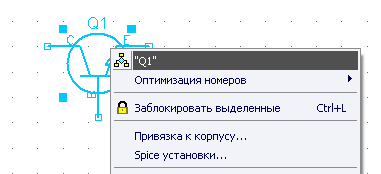 Q1
C E
B
"Q1"
Оптимизация номеров
Заблокировать выделенные Ctrl+L
Привязка к корпусу...
Spice установки...